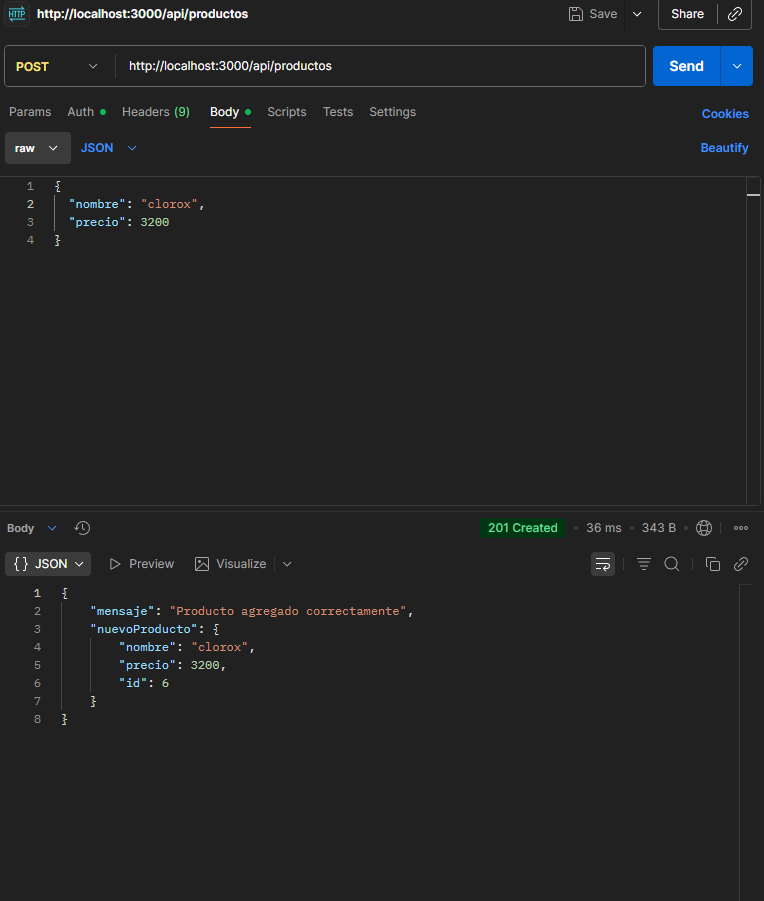 HTTP http://localhost:3000/api/productos Save Share
POST http://localhost:3000/api/productos Send
Params Auth Headers (9) Body Scripts Tests Settings Cookies
raw JSON Beautify
1 {
2 "nombre": "clorox",
3 "precio": 3200
4 }
Body 201 Created 36 ms 343 B
{} JSON Preview Visualize
1 {
2 "mensaje": "Producto agregado correctamente",
3 "nuevoProducto": {
4 "nombre": "clorox",
5 "precio": 3200,
6 "id": 6
7 }
8 }